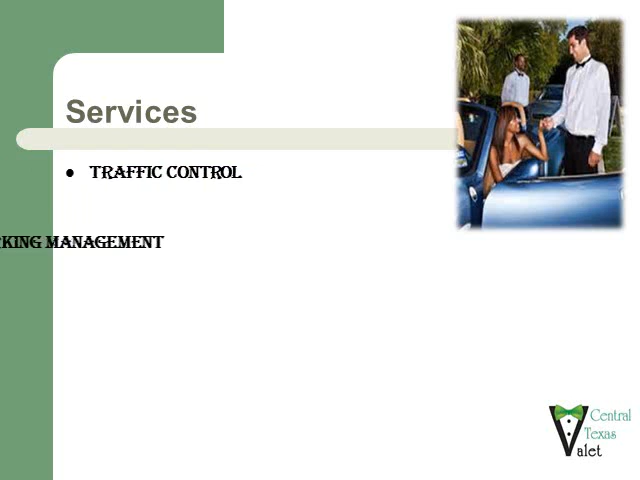 Services
• TRAFFIC CONTROL
KING MANAGEMENT
Central
Texas
Valet